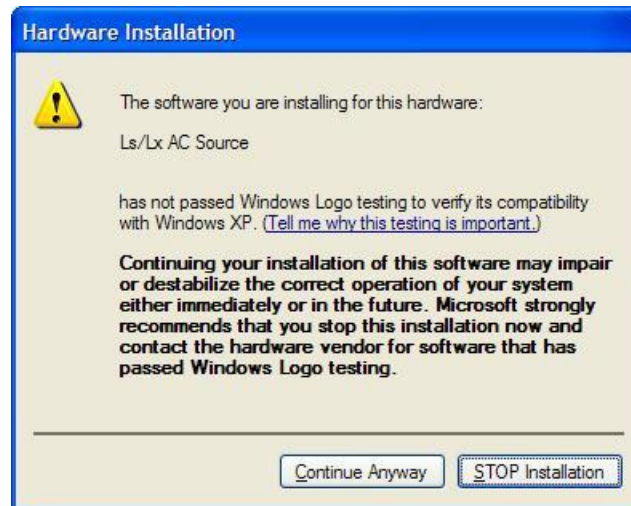 Hardware Installation
The software you are installing for this hardware:
Ls/Lx AC Source
has not passed Windows Logo testing to verify its compatibility
with Windows XP. (Tell me why this testing is important.)
Continuing your installation of this software may impair
or destabilize the correct operation of your system
either immediately or in the future. Microsoft strongly
recommends that you stop this installation now and
contact the hardware vendor for software that has
passed Windows Logo testing.
Continue Anyway STOP Installation